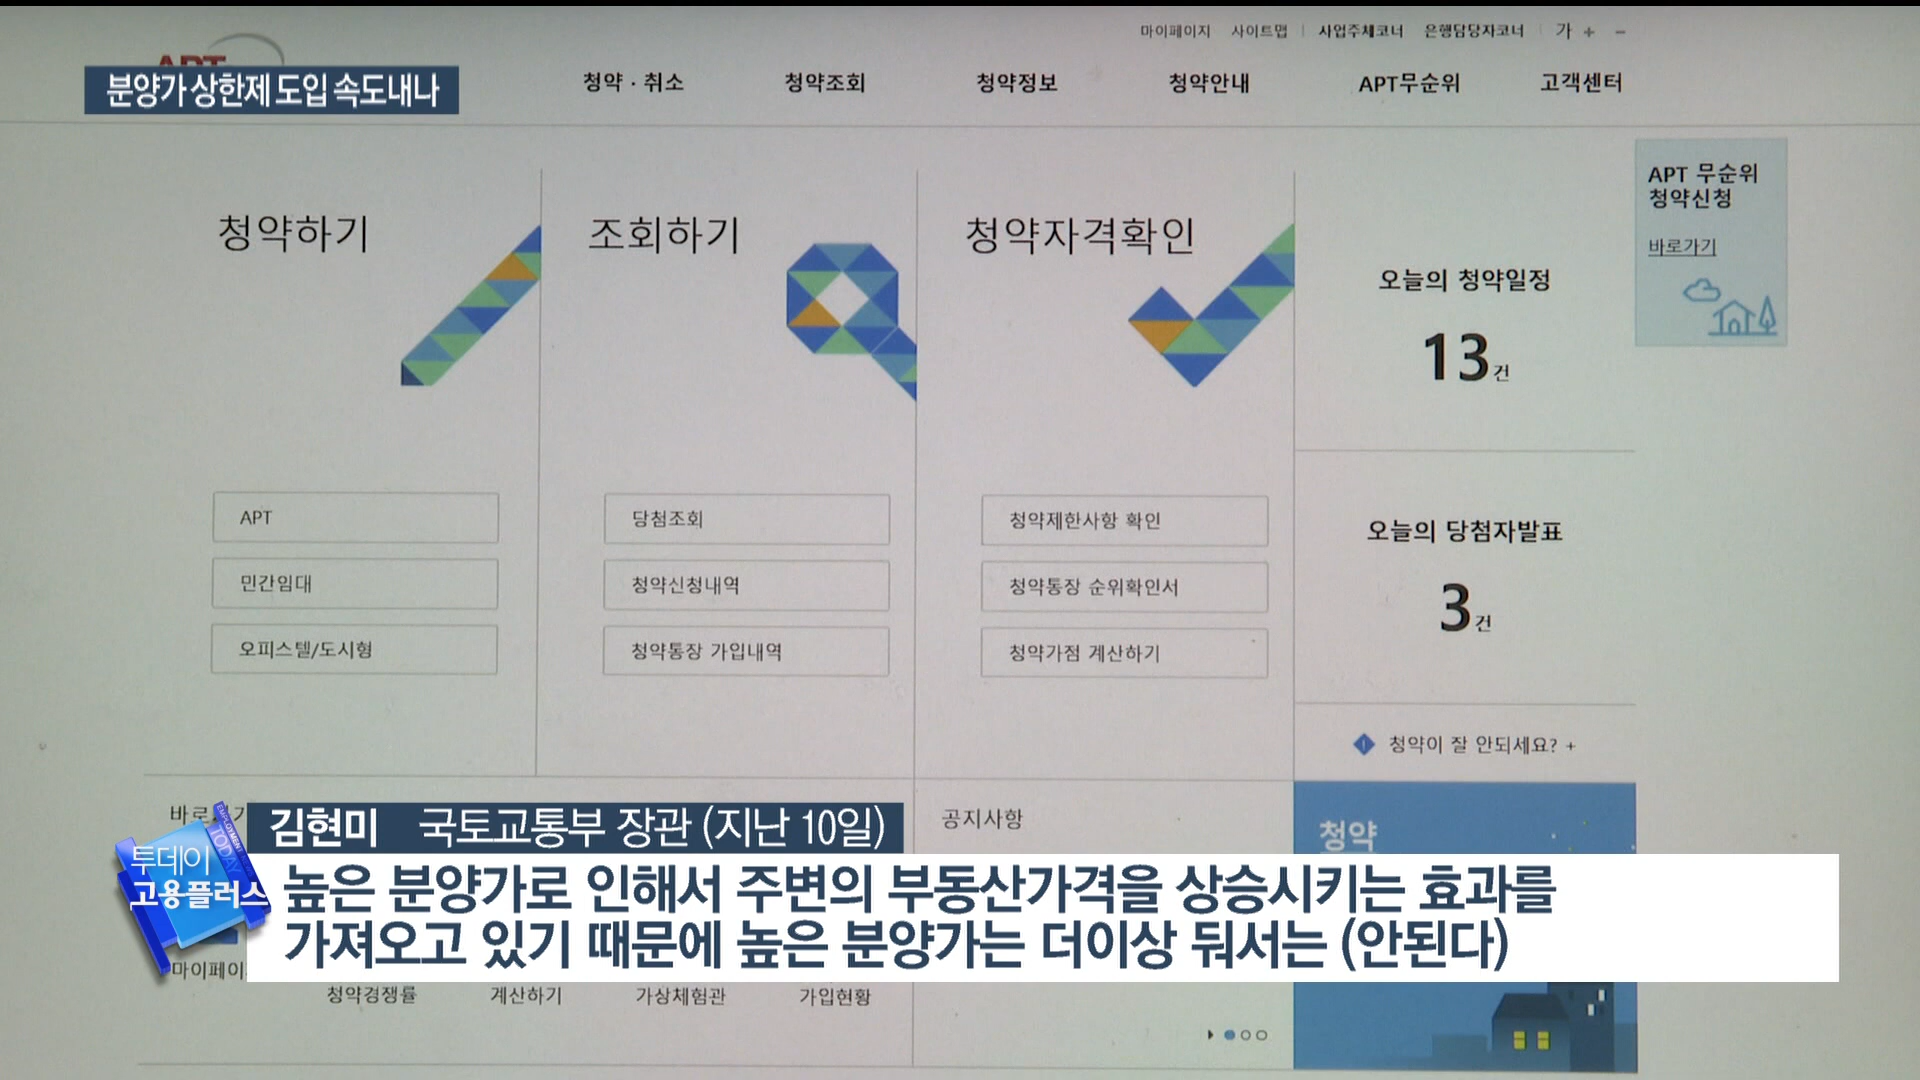 마이페이지 사이트맵 사업주체코너 은행담당자코너 가 + −
분양가 상한제 도입 속도내나
청약 · 취소 청약조회 청약정보 청약안내 APT무순위 고객센터
APT 무순위
청약신청
바로가기
청약하기
조회하기
청약자격확인
오늘의 청약일정
13건
APT
민간임대
오피스텔/도시형
당첨조회
청약신청내역
청약통장 가입내역
청약제한사항 확인
청약통장 순위확인서
청약가점 계산하기
오늘의 당첨자발표
3건
청약이 잘 안되세요? +
공지사항
청약
김현미 국토교통부 장관 (지난 10일)
EMPLOYMENT
TODAY
투데이
고용플러스
높은 분양가로 인해서 주변의 부동산가격을 상승시키는 효과를
가져오고 있기 때문에 높은 분양가는 더이상 둬서는 (안된다)
청약경쟁률 계산하기 가상체험관 가입현황